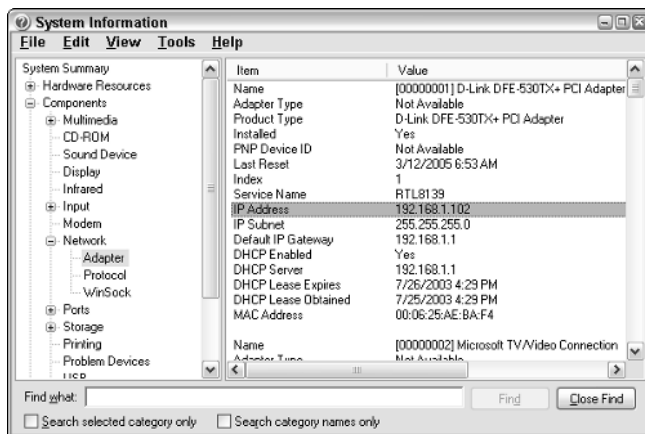 System Information
File Edit View Tools Help
System Summary
Hardware Resources
Components
Multimedia
CD-ROM
Sound Device
Display
Infrared
Input
Modem
Network
Adapter
Protocol
WinSock
Ports
Storage
Printing
Problem Devices
USB
Item Value
Name [00000001] D-Link DFE-530TX+ PCI Adapter
Adapter Type Not Available
Product Type D-Link DFE-530TX+ PCI Adapter
Installed Yes
PNP Device ID Not Available
Last Reset 3/12/2005 6:53 AM
Index 1
Service Name RTL8139
IP Address 192.168.1.102
IP Subnet 255.255.255.0
Default IP Gateway 192.168.1.1
DHCP Enabled Yes
DHCP Server 192.168.1.1
DHCP Lease Expires 7/26/2003 4:29 PM
DHCP Lease Obtained 7/25/2003 4:29 PM
MAC Address 00:06:25:AE:BA:F4
Name [00000002] Microsoft TV/Video Connection
Adapter Type Not Available
Find what: Find Close Find
Search selected category only Search category names only